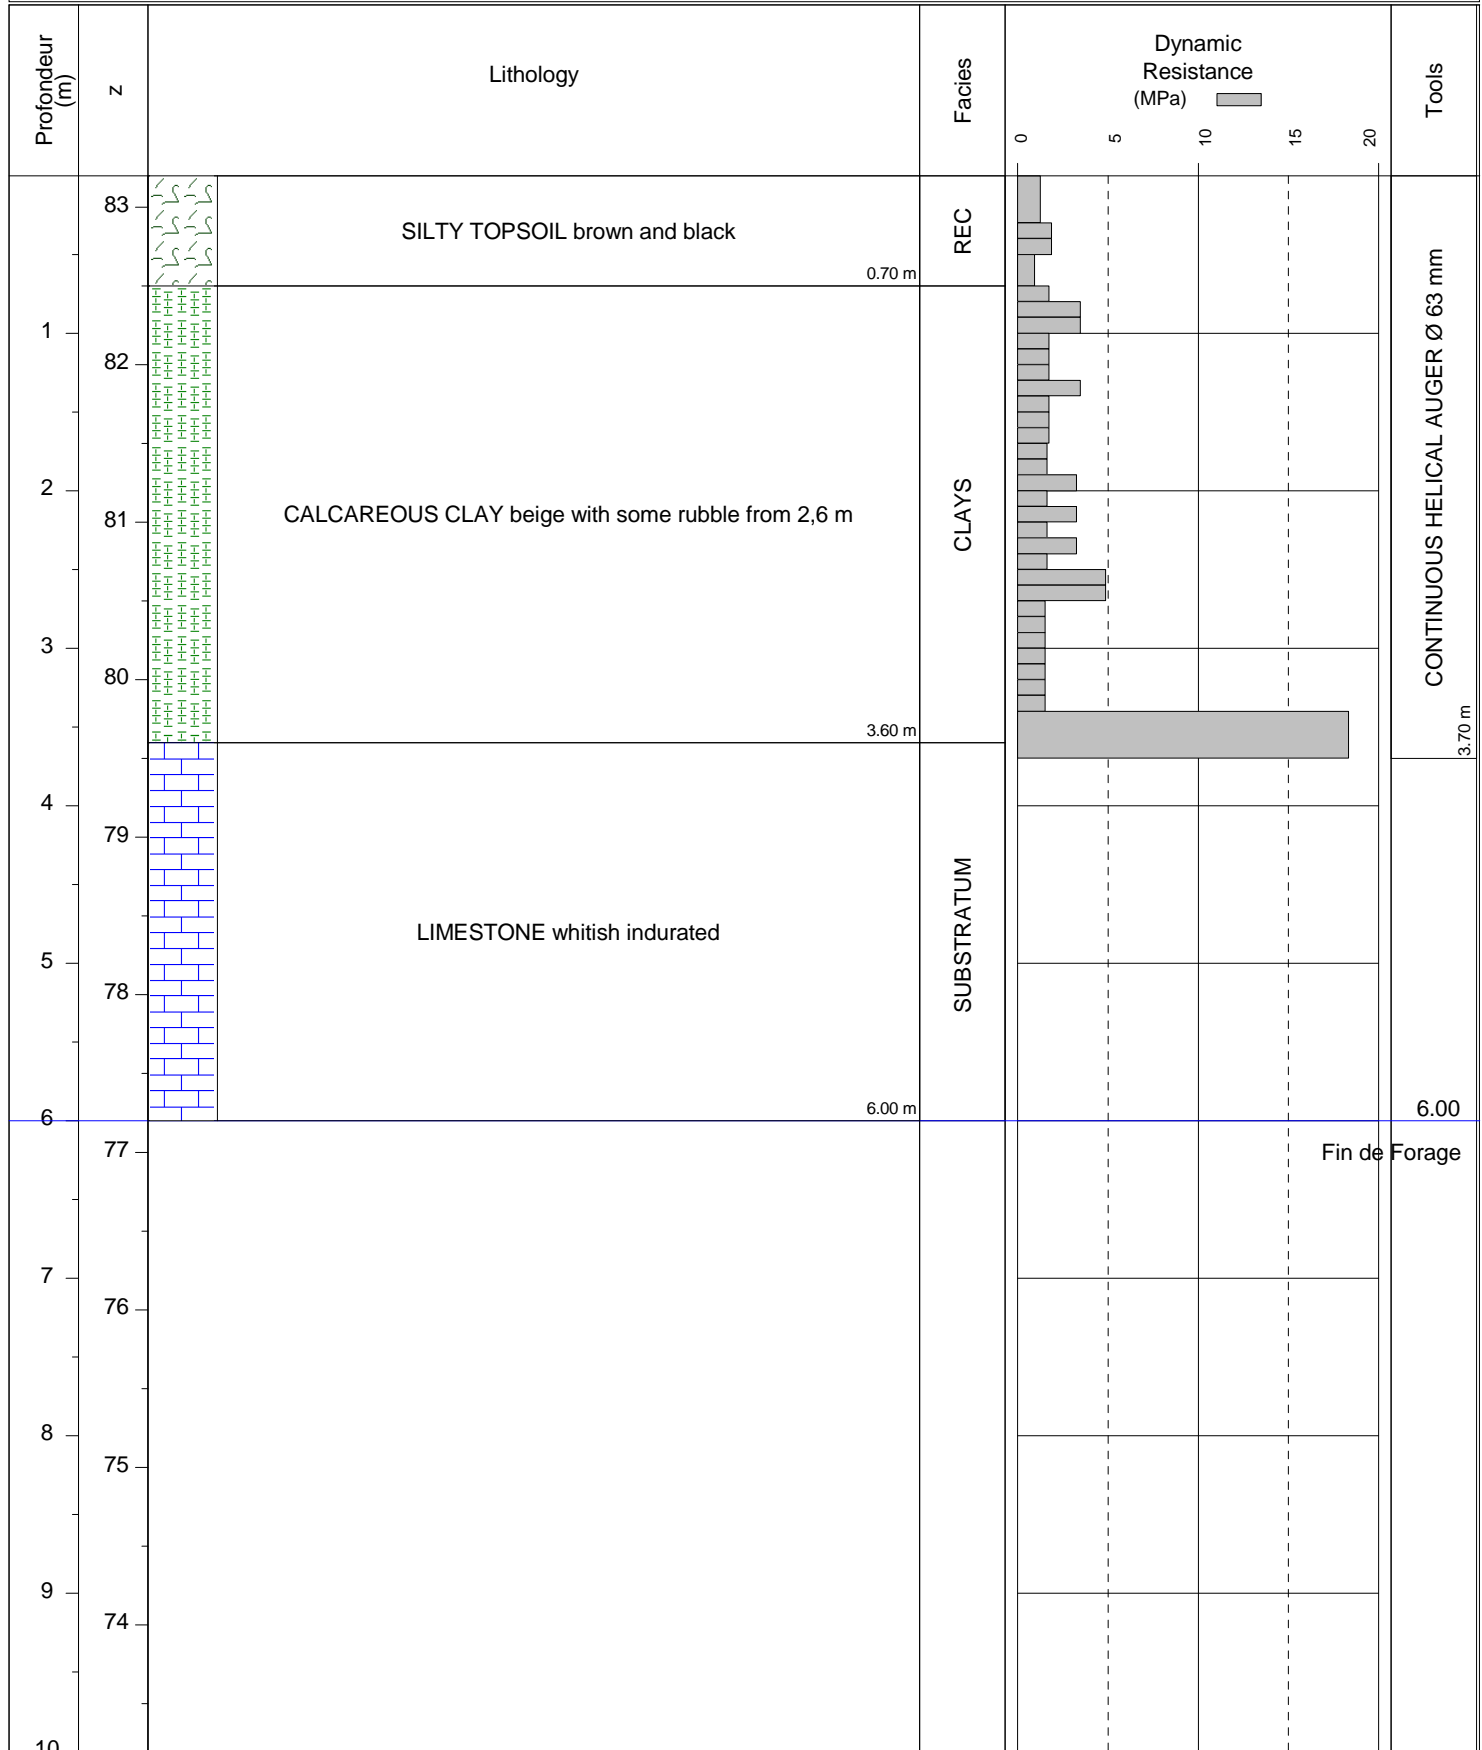 Profondeur
(m)
z
Lithology
Facies
Dynamic
Resistance
(MPa)
0
5
10
15
20
Tools
83
SILTY TOPSOIL brown and black
0.70 m
REC
1
82
CALCAREOUS CLAY beige with some rubble from 2,6 m
2
81
CLAYS
CONTINUOUS HELICAL AUGER Ø 63 mm
3
80
3.60 m
3.70 m
4
79
LIMESTONE whitish indurated
SUBSTRATUM
5
78
6.00 m
6
6.00
77
Fin de Forage
7
76
8
75
9
74
10